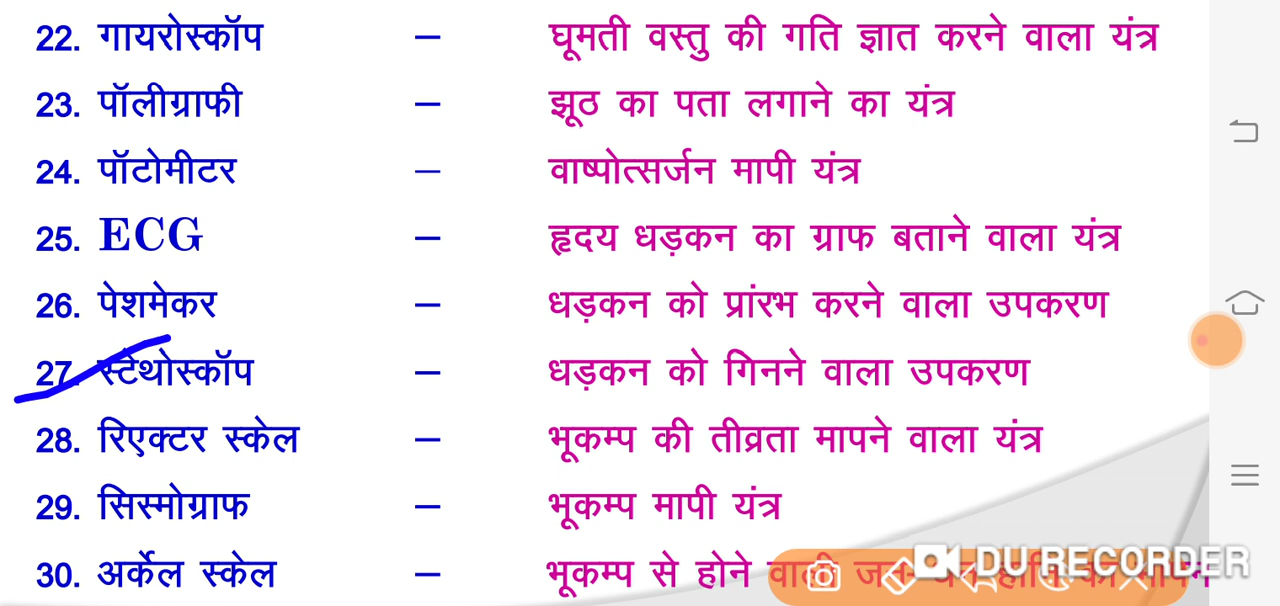 22. गायरोस्कॉप – घूमती वस्तु की गति ज्ञात करने वाला यंत्र
23. पॉलीग्राफी – झूठ का पता लगाने का यंत्र
24. पॉटोमीटर – वाष्पोत्सर्जन मापी यंत्र
25. ECG – हृदय धड़कन का ग्राफ बताने वाला यंत्र
26. पेशमेकर – धड़कन को प्रांरभ करने वाला उपकरण
27. स्टेथोस्कॉप – धड़कन को गिनने वाला उपकरण
28. रिएक्टर स्केल – भूकम्प की तीव्रता मापने वाला यंत्र
29. सिस्मोग्राफ – भूकम्प मापी यंत्र
30. अर्केल स्केल – भूकम्प से होने वाली जन-
DU RECORDER